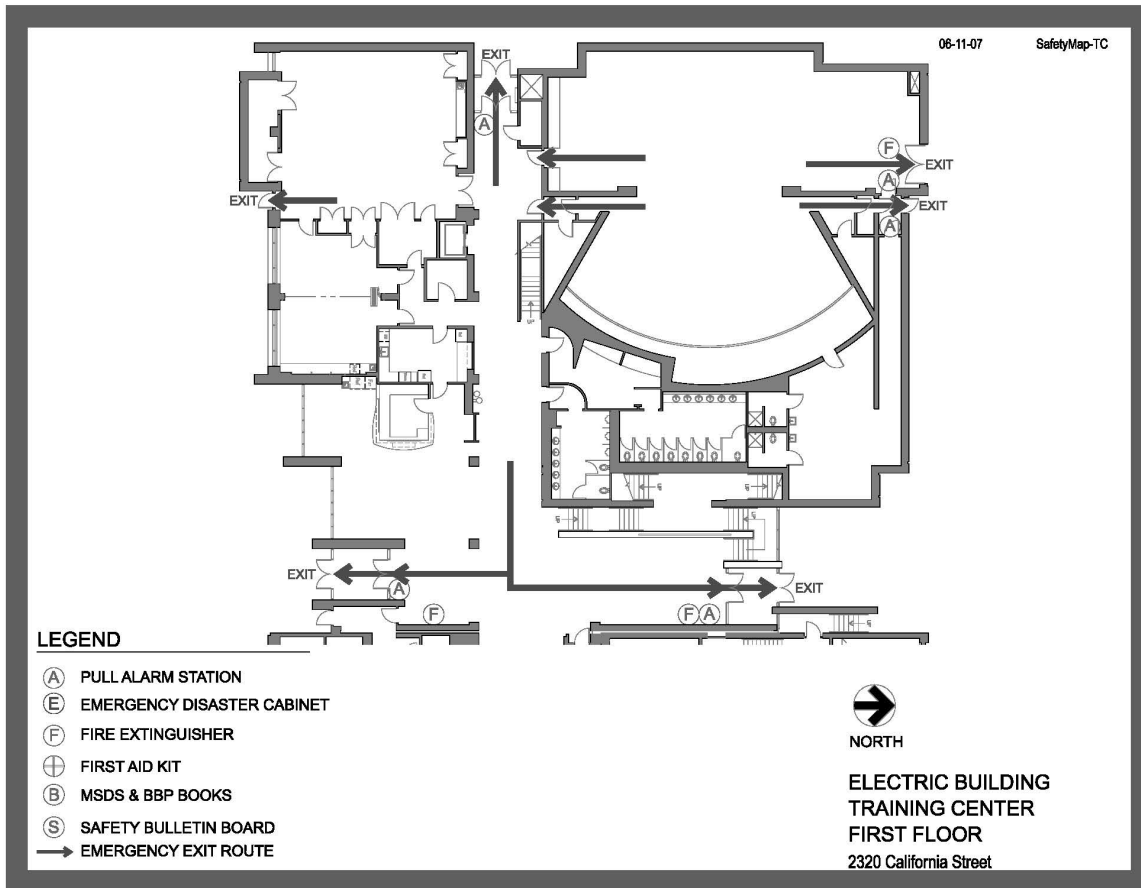 06-11-07 SafetyMap-TC
EXIT
A
F
EXIT
A
EXIT
EXIT
A
EXIT
EXIT
A
F
F A
LEGEND
A PULL ALARM STATION
E EMERGENCY DISASTER CABINET
F FIRE EXTINGUISHER
FIRST AID KIT
B MSDS & BBP BOOKS
S SAFETY BULLETIN BOARD
EMERGENCY EXIT ROUTE
NORTH
ELECTRIC BUILDING
TRAINING CENTER
FIRST FLOOR
2320 California Street